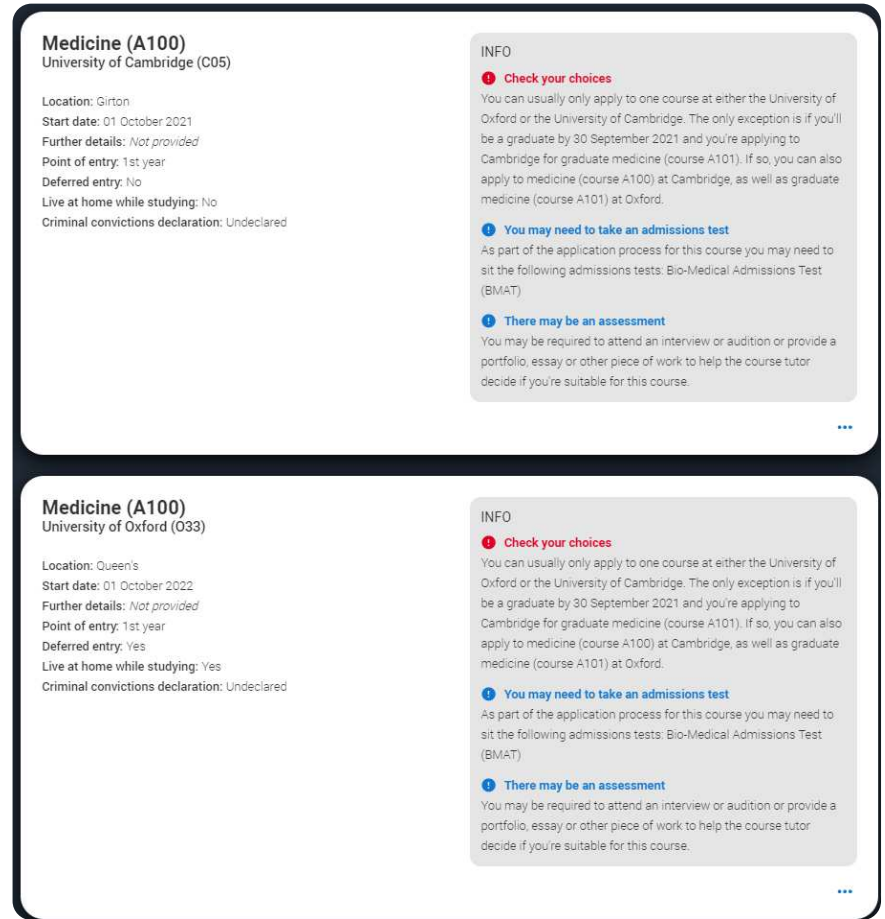 Medicine (A100)
University of Cambridge (C05)
Location: Girton
Start date: 01 October 2021
Further details: Not provided
Point of entry: 1st year
Deferred entry: No
Live at home while studying: No
Criminal convictions declaration: Undeclared
INFO
Check your choices
You can usually only apply to one course at either the University of
Oxford or the University of Cambridge. The only exception is if you'll
be a graduate by 30 September 2021 and you're applying to
Cambridge for graduate medicine (course A101). If so, you can also
apply to medicine (course A100) at Cambridge, as well as graduate
medicine (course A101) at Oxford.
You may need to take an admissions test
As part of the application process for this course you may need to
sit the following admissions tests: Bio-Medical Admissions Test
(BMAT)
There may be an assessment
You may be required to attend an interview or audition or provide a
portfolio, essay or other piece of work to help the course tutor
decide if you're suitable for this course.
Medicine (A100)
University of Oxford (O33)
Location: Queen's
Start date: 01 October 2022
Further details: Not provided
Point of entry: 1st year
Deferred entry: Yes
Live at home while studying: Yes
Criminal convictions declaration: Undeclared
INFO
Check your choices
You can usually only apply to one course at either the University of
Oxford or the University of Cambridge. The only exception is if you'll
be a graduate by 30 September 2021 and you're applying to
Cambridge for graduate medicine (course A101). If so, you can also
apply to medicine (course A100) at Cambridge, as well as graduate
medicine (course A101) at Oxford.
You may need to take an admissions test
As part of the application process for this course you may need to
sit the following admissions tests: Bio-Medical Admissions Test
(BMAT)
There may be an assessment
You may be required to attend an interview or audition or provide a
portfolio, essay or other piece of work to help the course tutor
decide if you're suitable for this course.